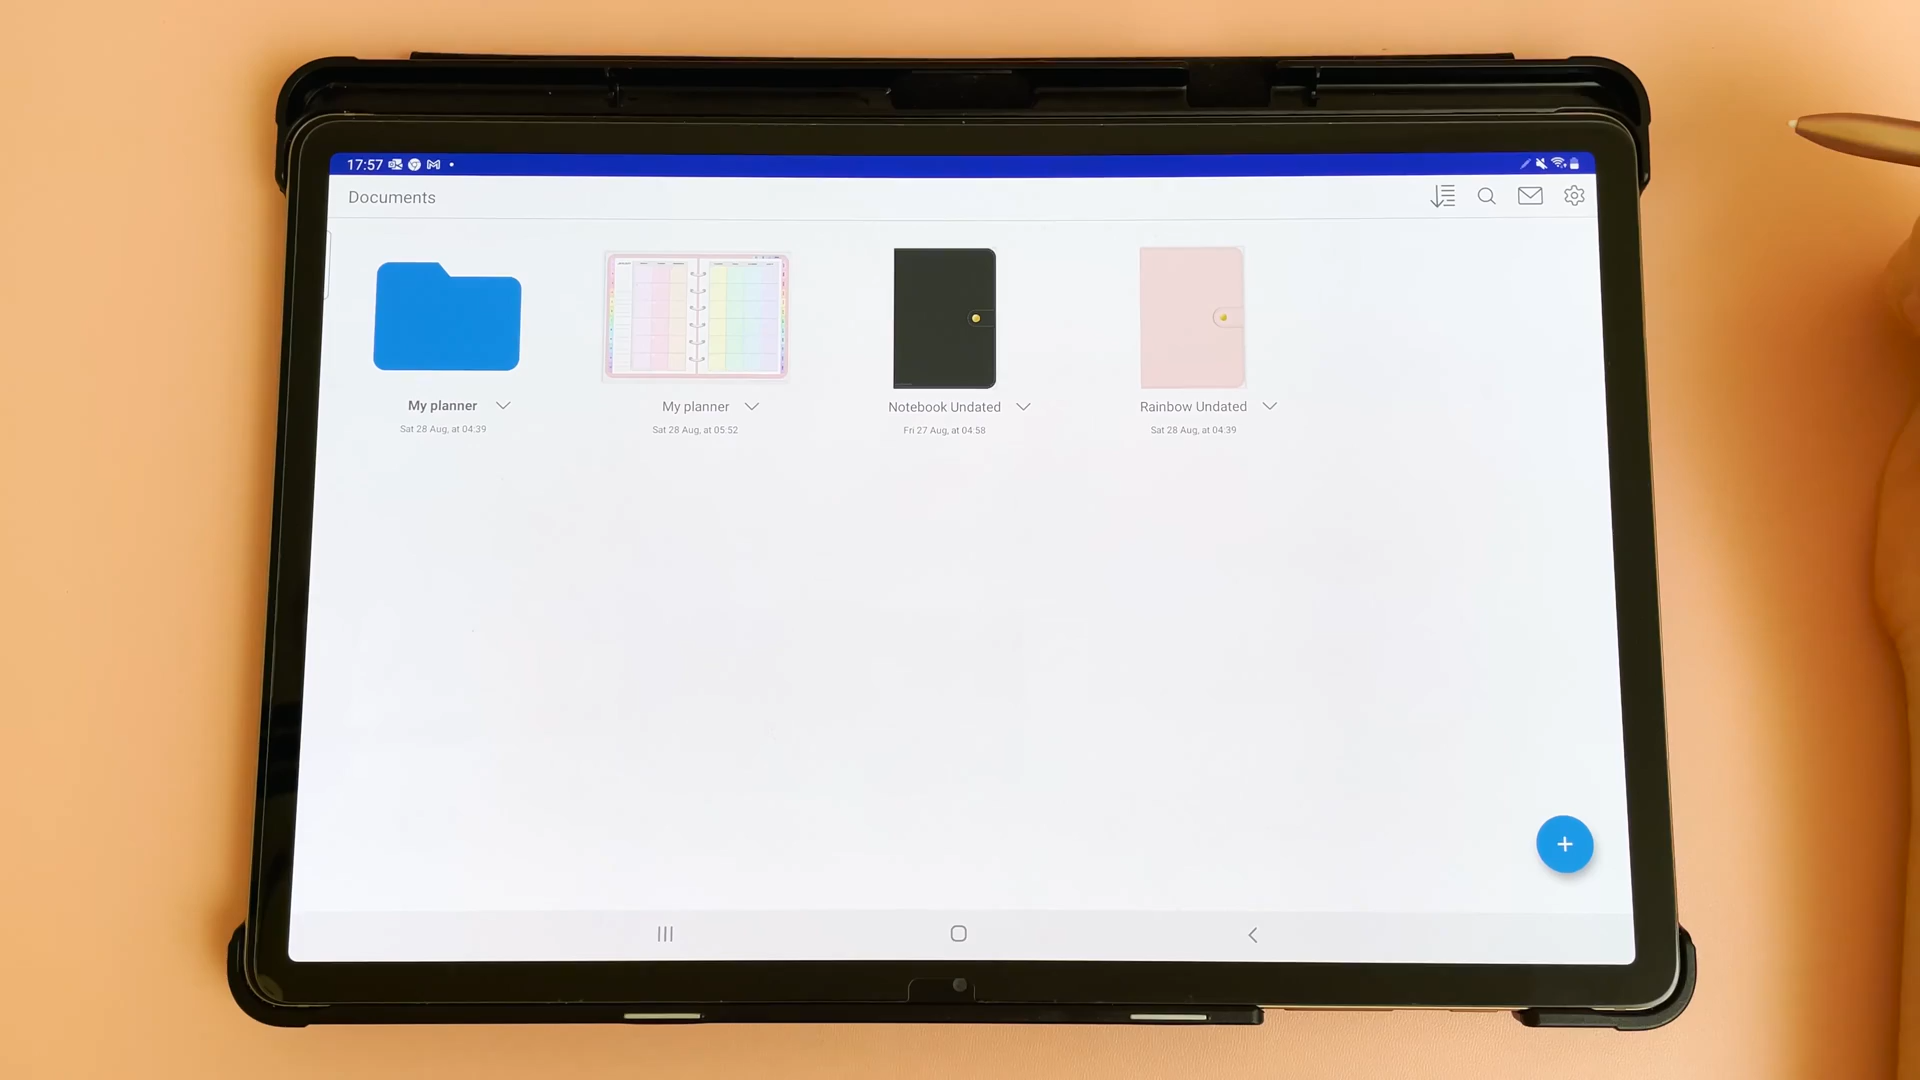 17:57
Documents
My planner
Sat 28 Aug, at 04:39
My planner
Sat 28 Aug, at 05:52
Notebook Undated
Fri 27 Aug, at 04:58
Rainbow Undated
Sat 28 Aug, at 04:39